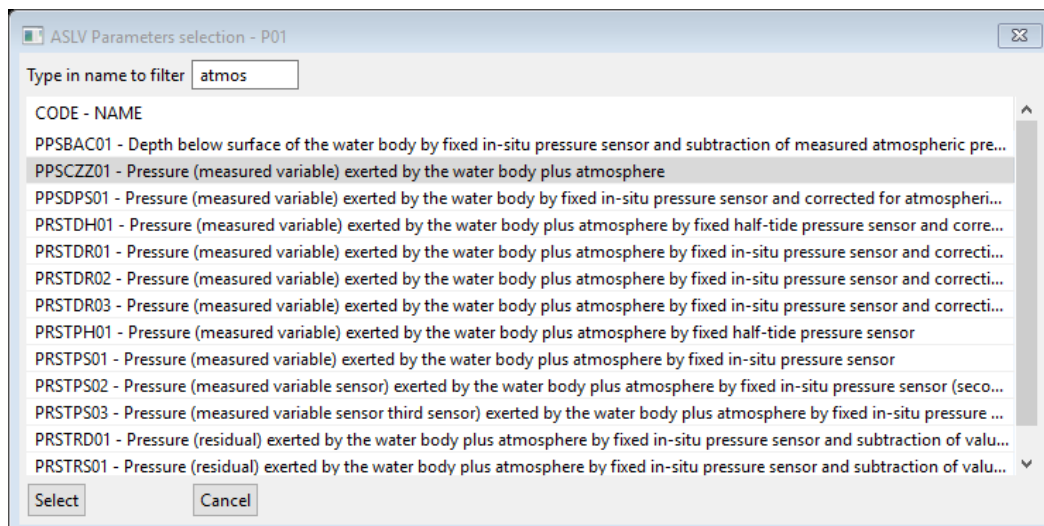 ASLV Parameters selection - P01
Type in name to filter atmos
CODE - NAME
PPSBAC01 - Depth below surface of the water body by fixed in-situ pressure sensor and subtraction of measured atmospheric pre...
PPSCZZ01 - Pressure (measured variable) exerted by the water body plus atmosphere
PPSDPS01 - Pressure (measured variable) exerted by the water body by fixed in-situ pressure sensor and corrected for atmospheri...
PRSTDH01 - Pressure (measured variable) exerted by the water body plus atmosphere by fixed half-tide pressure sensor and corre...
PRSTDR01 - Pressure (measured variable) exerted by the water body plus atmosphere by fixed in-situ pressure sensor and correcti...
PRSTDR02 - Pressure (measured variable) exerted by the water body plus atmosphere by fixed in-situ pressure sensor and correcti...
PRSTDR03 - Pressure (measured variable) exerted by the water body plus atmosphere by fixed in-situ pressure sensor and correcti...
PRSTPH01 - Pressure (measured variable) exerted by the water body plus atmosphere by fixed half-tide pressure sensor
PRSTPS01 - Pressure (measured variable) exerted by the water body plus atmosphere by fixed in-situ pressure sensor
PRSTPS02 - Pressure (measured variable sensor) exerted by the water body plus atmosphere by fixed in-situ pressure sensor (seco...
PRSTPS03 - Pressure (measured variable sensor third sensor) exerted by the water body plus atmosphere by fixed in-situ pressure ...
PRSTRD01 - Pressure (residual) exerted by the water body plus atmosphere by fixed in-situ pressure sensor and subtraction of valu...
PRSTRS01 - Pressure (residual) exerted by the water body plus atmosphere by fixed in-situ pressure sensor and subtraction of valu...
Select Cancel